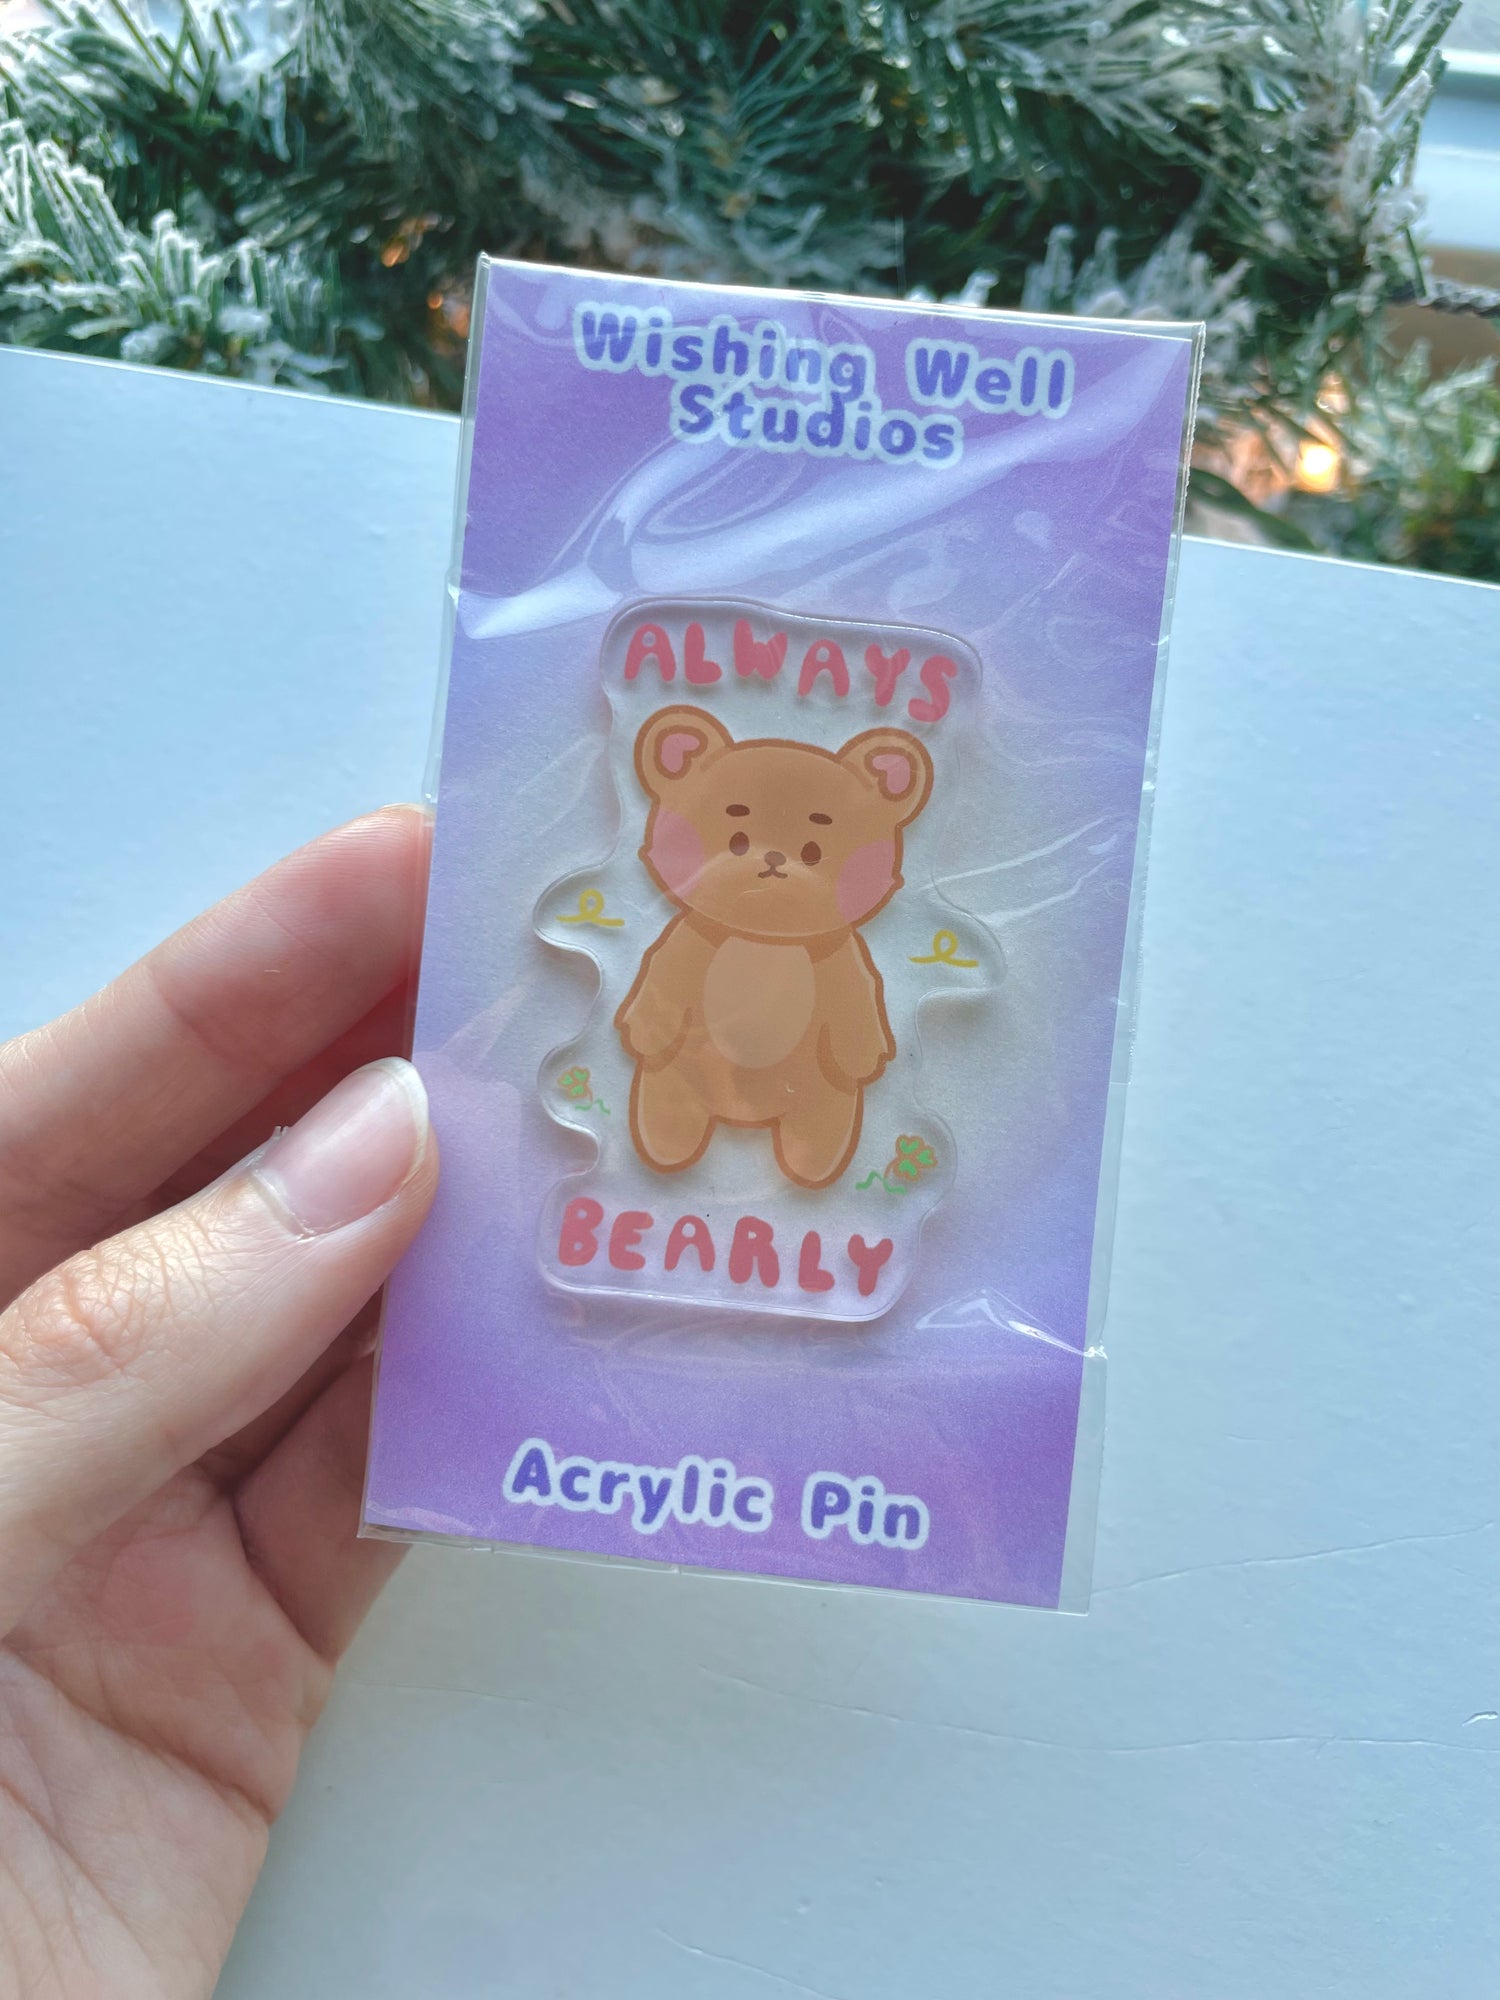 Wishing Well
Studios
ALWAYS
BEARLY
Acrylic Pin